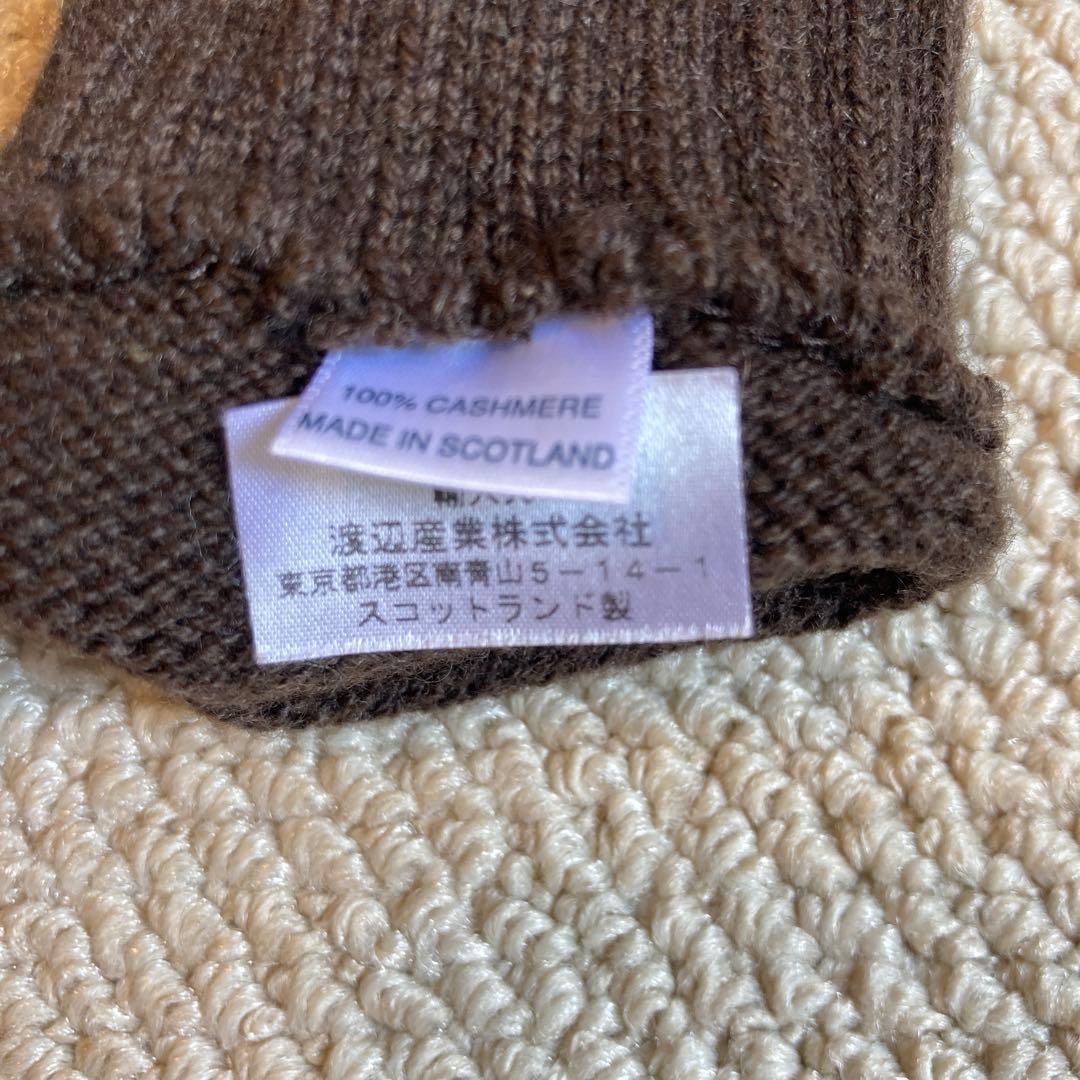 100% CASHMERE
MADE IN SCOTLAND
渡辺産業株式会社
東京都港区南青山5-14-1
スコットランド製